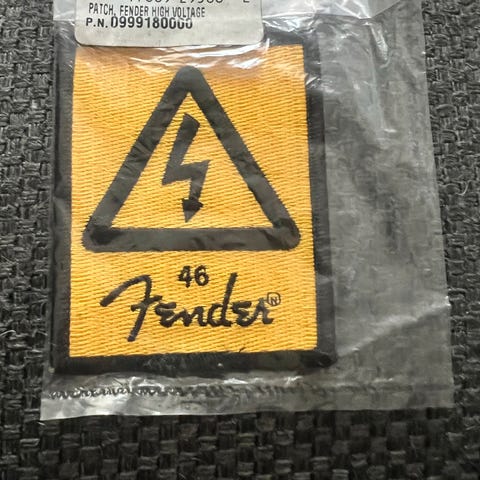 PATCH, FENDER HIGH VOLTAGE
P.N.0999180000
46
Fender